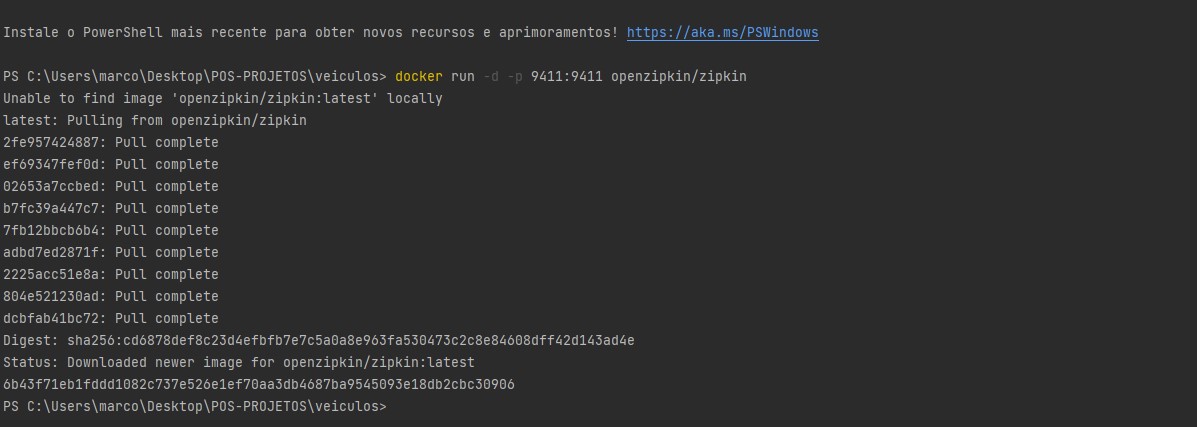 Instale o PowerShell mais recente para obter novos recursos e aprimoramentos! https://aka.ms/PSWindows
PS C:\Users\marco\Desktop\POS-PROJETOS\veiculos> docker run -d -p 9411:9411 openzipkin/zipkin
Unable to find image 'openzipkin/zipkin:latest' locally
latest: Pulling from openzipkin/zipkin
2fe957424887: Pull complete
ef69347fef0d: Pull complete
02653a7ccbed: Pull complete
b7fc39a447c7: Pull complete
7fb12bbcb6b4: Pull complete
adbd7ed2871f: Pull complete
2225acc51e8a: Pull complete
804e521230ad: Pull complete
dcbfab41bc72: Pull complete
Digest: sha256:cd6878def8c23d4efbfb7e7c5a0a8e963fa530473c2c8e84608dff42d143ad4e
Status: Downloaded newer image for openzipkin/zipkin:latest
6b43f71eb1fddd1082c737e526e1ef70aa3db4687ba9545093e18db2cbc30906
PS C:\Users\marco\Desktop\POS-PROJETOS\veiculos>